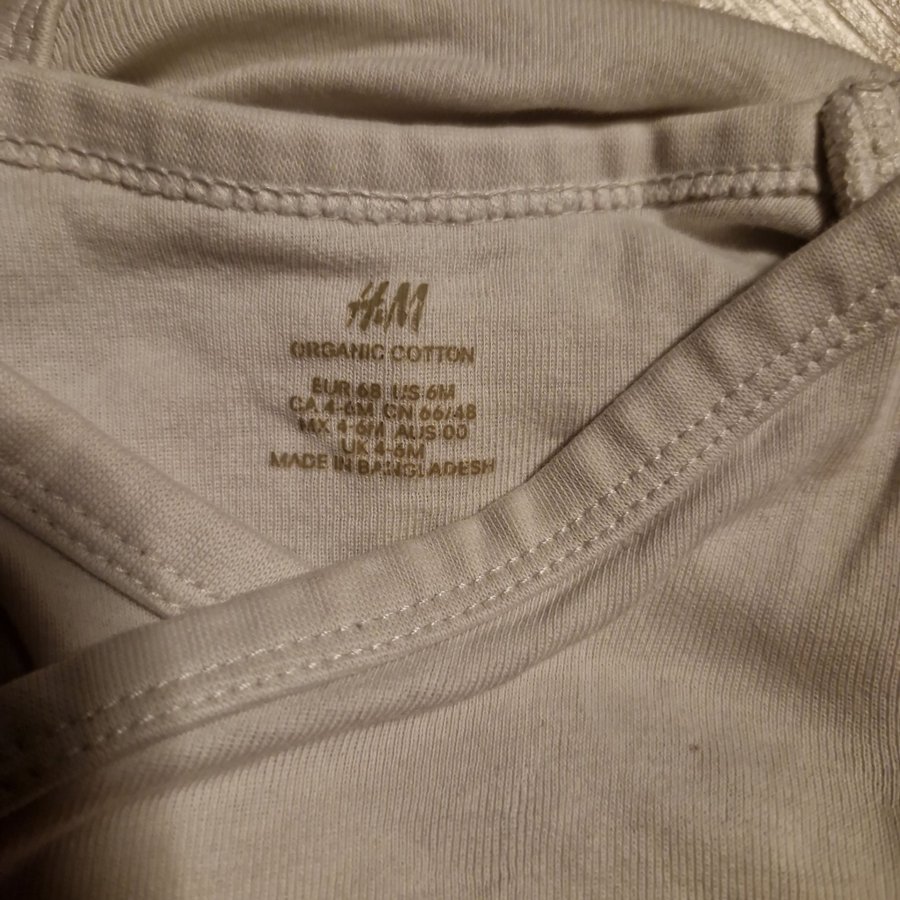 H&M
ORGANIC COTTON
EUR 68 US 6M
CA 4-6M CN 66/48
MX 4-6M AUS 00
UK 4-6M
MADE IN BANGLADESH